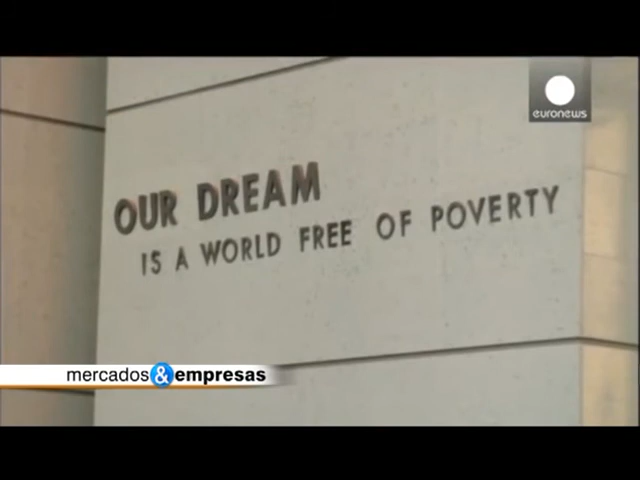 euronews
OUR DREAM
IS A WORLD FREE OF POVERTY
mercados&empresas